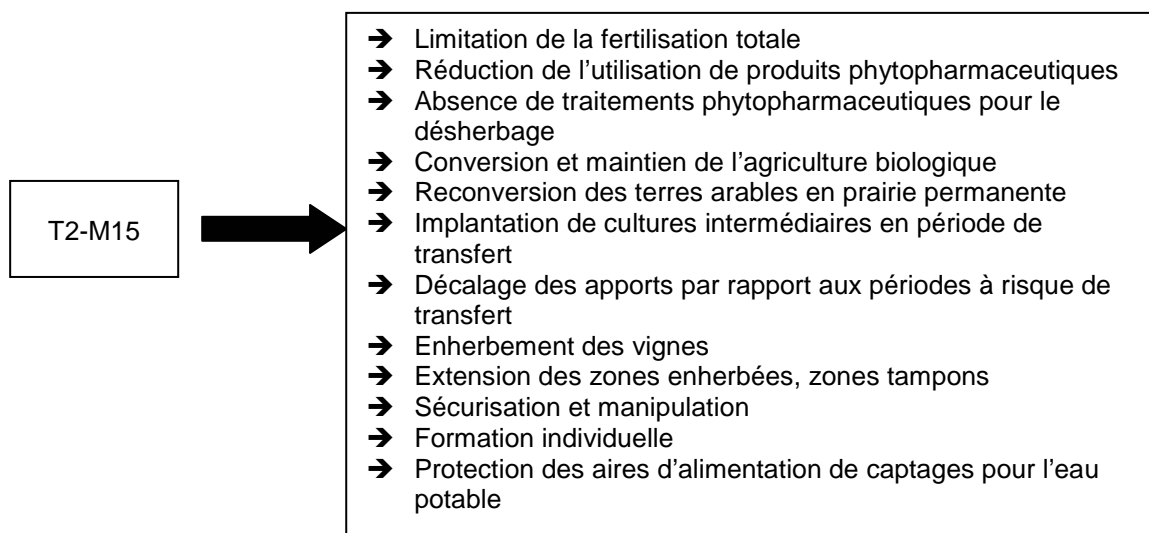 T2-M15
➔ Limitation de la fertilisation totale
➔ Réduction de l’utilisation de produits phytopharmaceutiques
➔ Absence de traitements phytopharmaceutiques pour le
désherbage
➔ Conversion et maintien de l’agriculture biologique
➔ Reconversion des terres arables en prairie permanente
➔ Implantation de cultures intermédiaires en période de
transfert
➔ Décalage des apports par rapport aux périodes à risque de
transfert
➔ Enherbement des vignes
➔ Extension des zones enherbées, zones tampons
➔ Sécurisation et manipulation
➔ Formation individuelle
➔ Protection des aires d’alimentation de captages pour l’eau
potable